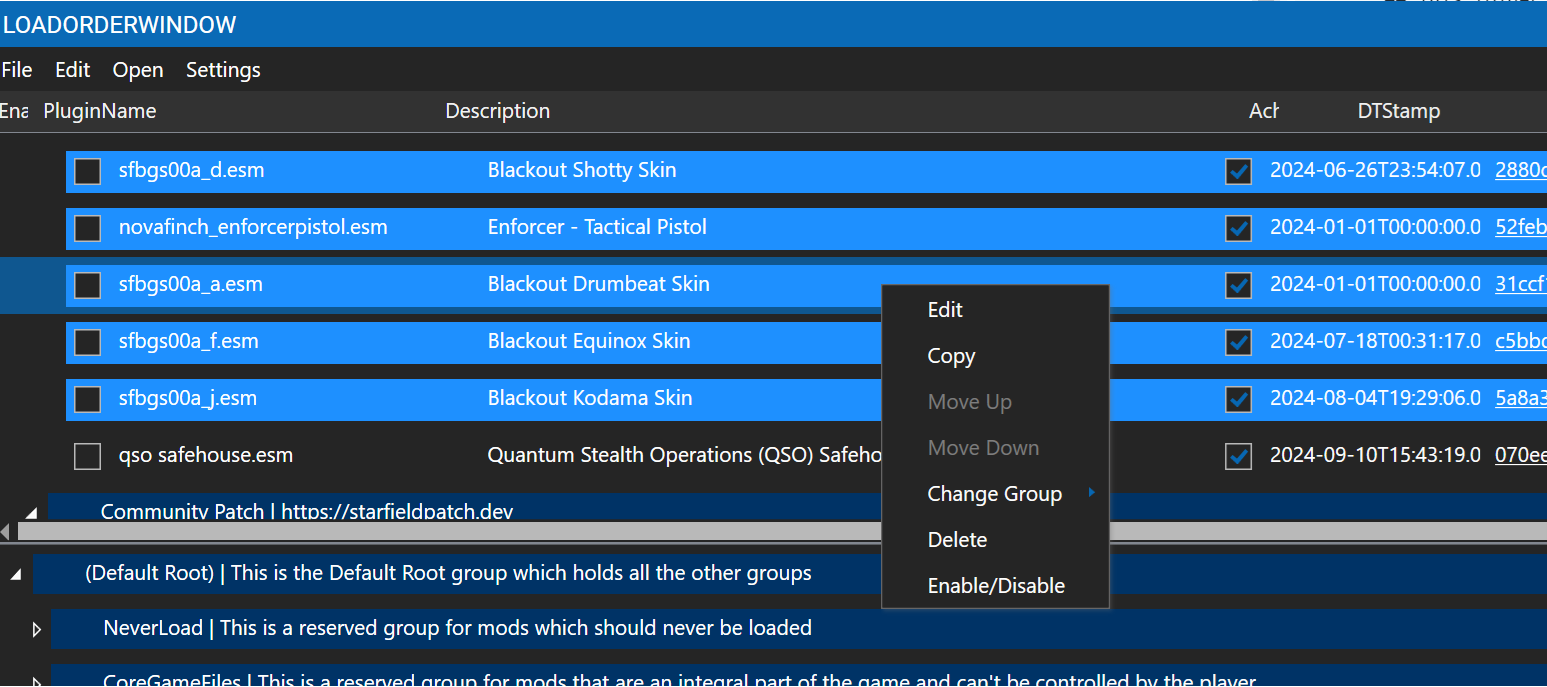 LOADORDERWINDOW
File Edit Open Settings
Ena PluginName Description Ach DTStamp
sfbgs00a_d.esm Blackout Shotty Skin 2024-06-26T23:54:07.0 2880c
novafinch_enforcerpistol.esm Enforcer - Tactical Pistol 2024-01-01T00:00:00.0 52feb
sfbgs00a_a.esm Blackout Drumbeat Skin 2024-01-01T00:00:00.0 31ccf
sfbgs00a_f.esm Blackout Equinox Skin 2024-07-18T00:31:17.0 c5bbc
sfbgs00a_j.esm Blackout Kodama Skin 2024-08-04T19:29:06.0 5a8a3
qso safehouse.esm Quantum Stealth Operations (QSO) Safeho 2024-09-10T15:43:19.0 070ee
Community Patch | https://starfieldpatch.dev
(Default Root) | This is the Default Root group which holds all the other groups
NeverLoad | This is a reserved group for mods which should never be loaded
CoreGameFiles | This is a reserved group for mods that are an integral part of the game and can't be controlled by the player
Edit
Copy
Move Up
Move Down
Change Group
Delete
Enable/Disable